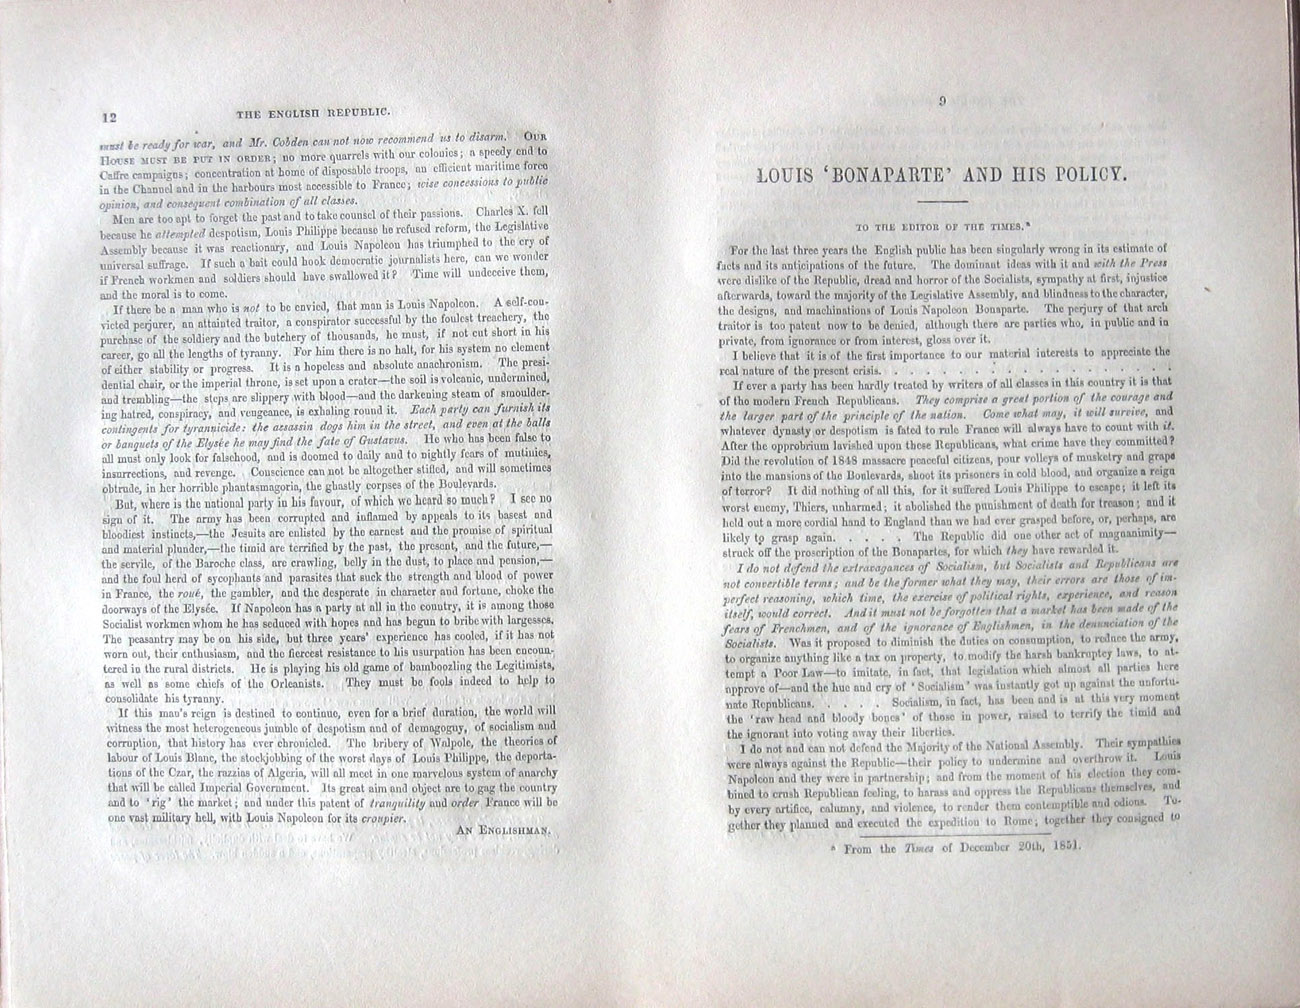 12
THE ENGLISH REPUBLIC.
must be ready for war, and Mr. Cobden can not now recommend us to disarm. OUR
HOUSE MUST BE PUT IN ORDER; no more quarrels with our colonies; a speedy end to
Caffre campaigns; concentration at home of disposable troops, an efficient maritime force
in the Channel and in the harbours most accessible to France; wise concessions to public
opinion, and consequent combination of all classes.
Men are too apt to forget the past and to take counsel of their passions. Charles X. fell
because he attempted despotism, Louis Philippe because he refused reform, the Legislative
Assembly because it was reactionary, and Louis Napoleon has triumphed to the cry of
universal suffrage. If such a bait could hook democratic journalists here, can we wonder
if French workmen and soldiers should have swallowed it? Time will undeceive them,
and the moral is to come.
If there be a man who is not to be envied, that man is Louis Napoleon. A self-con-
victed perjurer, an attainted traitor, a conspirator successful by the foulest treachery, the
purchase of the soldiery and the butchery of thousands, he must, if not cut short in his
career, go all the lengths of tyranny. For him there is no halt, for his system no element
of either stability or progress. It is a hopeless and absolute anachronism. The presi-
dential chair, or the imperial throne, is set upon a crater—the soil is volcanic, undermined,
and trembling—the steps are slippery with blood—and the darkening steam of smoulder-
ing hatred, conspiracy, and vengeance, is exhaling round it. Each party can furnish its
contingents for tyrannicide: the assassin dogs him in the street, and even at the balls
or banquets of the Elysée he may find the fate of Gustavus. He who has been false to
all must only look for falsehood, and is doomed to daily and to nightly fears of mutinies,
insurrections, and revenge. Conscience can not be altogether stifled, and will sometimes
obtrude, in her horrible phantasmagoria, the ghastly corpses of the Boulevards.
But, where is the national party in his favour, of which we heard so much? I see no
sign of it. The army has been corrupted and inflamed by appeals to its basest and
bloodiest instincts,—the Jesuits are enlisted by the earnest and the promise of spiritual
and material plunder,—the timid are terrified by the past, the present, and the future,—
the servile, of the Baroche class, are crawling, belly in the dust, to place and pension,—
and the foul herd of sycophants and parasites that suck the strength and blood of power
in France, the roué, the gambler, and the desperate in character and fortune, choke the
doorways of the Elysée. If Napoleon has a party at all in the country, it is among those
Socialist workmen whom he has seduced with hopes and has begun to bribe with largesses.
The peasantry may be on his side, but three years' experience has cooled, if it has not
worn out, their enthusiasm, and the fiercest resistance to his usurpation has been encoun-
tered in the rural districts. He is playing his old game of bamboozling the Legitimists,
as well as some chiefs of the Orleanists. They must be fools indeed to help to
consolidate his tyranny.
If this man's reign is destined to continue, even for a brief duration, the world will
witness the most heterogeneous jumble of despotism and of demagoguy, of socialism and
corruption, that history has ever chronicled. The bribery of Walpole, the theories of
labour of Louis Blanc, the stockjobbing of the worst days of Louis Philippe, the deporta-
tions of the Czar, the razzias of Algeria, will all meet in one marvelous system of anarchy
that will be called Imperial Government. Its great aim and object are to gag the country
and to 'rig' the market; and under this patent of tranquility and order France will be
one vast military hell, with Louis Napoleon for its croupier.
AN ENGLISHMAN.
9
LOUIS 'BONAPARTE' AND HIS POLICY.
TO THE EDITOR OF THE TIMES.*
For the last three years the English public has been singularly wrong in its estimate of
facts and its anticipations of the future. The dominant ideas with it and with the Press
were dislike of the Republic, dread and horror of the Socialists, sympathy at first, injustice
afterwards, toward the majority of the Legislative Assembly, and blindness to the character,
the designs, and machinations of Louis Napoleon Bonaparte. The perjury of that arch
traitor is too patent now to be denied, although there are parties who, in public and in
private, from ignorance or from interest, gloss over it.
I believe that it is of the first importance to our material interests to appreciate the
real nature of the present crisis. . . . . . . . . . . . . . . . . . .
If ever a party has been hardly treated by writers of all classes in this country it is that
of the modern French Republicans. They comprise a great portion of the courage and
the larger part of the principle of the nation. Come what may, it will survive, and
whatever dynasty or despotism is fated to rule France will always have to count with it.
After the opprobrium lavished upon these Republicans, what crime have they committed?
Did the revolution of 1848 massacre peaceful citizens, pour volleys of musketry and grape
into the mansions of the Boulevards, shoot its prisoners in cold blood, and organize a reign
of terror? It did nothing of all this, for it suffered Louis Philippe to escape; it left its
worst enemy, Thiers, unharmed; it abolished the punishment of death for treason; and it
held out a more cordial hand to England than we had ever grasped before, or, perhaps, are
likely to grasp again. . . . . The Republic did one other act of magnanimity—
struck off the proscription of the Bonapartes, for which they have rewarded it.
I do not defend the extravagances of Socialism, but Socialists and Republicans are
not convertible terms; and be the former what they may, their errors are those of im-
perfect reasoning, which time, the exercise of political rights, experience, and reason
itself, would correct. And it must not be forgotten that a market has been made of the
fears of Frenchmen, and of the ignorance of Englishmen, in the denunciation of the
Socialists. Was it proposed to diminish the duties on consumption, to reduce the army,
to organize anything like a tax on property, to modify the harsh bankruptcy laws, to at-
tempt a Poor Law—to imitate, in fact, that legislation which almost all parties here
approve of—and the hue and cry of 'Socialism' was instantly got up against the unfortu-
nate Republicans. . . . . Socialism, in fact, has been and is at this very moment
the 'raw head and bloody bones' of those in power, raised to terrify the timid and
the ignorant into voting away their liberties.
I do not and can not defend the Majority of the National Assembly. Their sympathies
were always against the Republic—their policy to undermine and overthrow it. Louis
Napoleon and they were in partnership; and from the moment of his election they com-
bined to crush Republican feeling, to harass and oppress the Republicans themselves, and
by every artifice, calumny, and violence, to render them contemptible and odious. To-
gether they planned and executed the expedition to Rome; together they consigned to
* From the Times of December 20th, 1851.